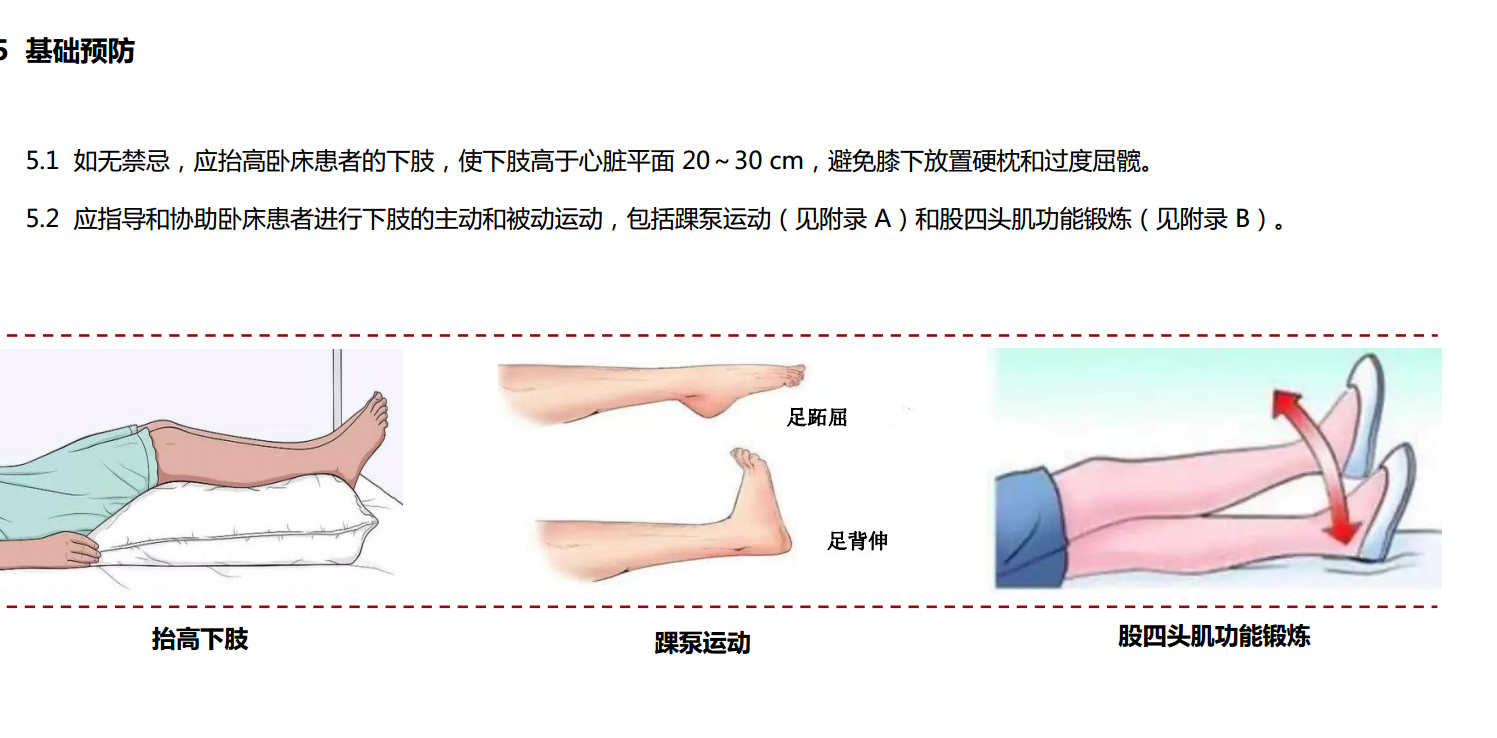 5 基础预防
5.1 如无禁忌，应抬高卧床患者的下肢，使下肢高于心脏平面 20～30 cm，避免膝下放置硬枕和过度屈髋。
5.2 应指导和协助卧床患者进行下肢的主动和被动运动，包括踝泵运动（见附录 A）和股四头肌功能锻炼（见附录 B）。
足跖屈
足背伸
抬高下肢
踝泵运动
股四头肌功能锻炼